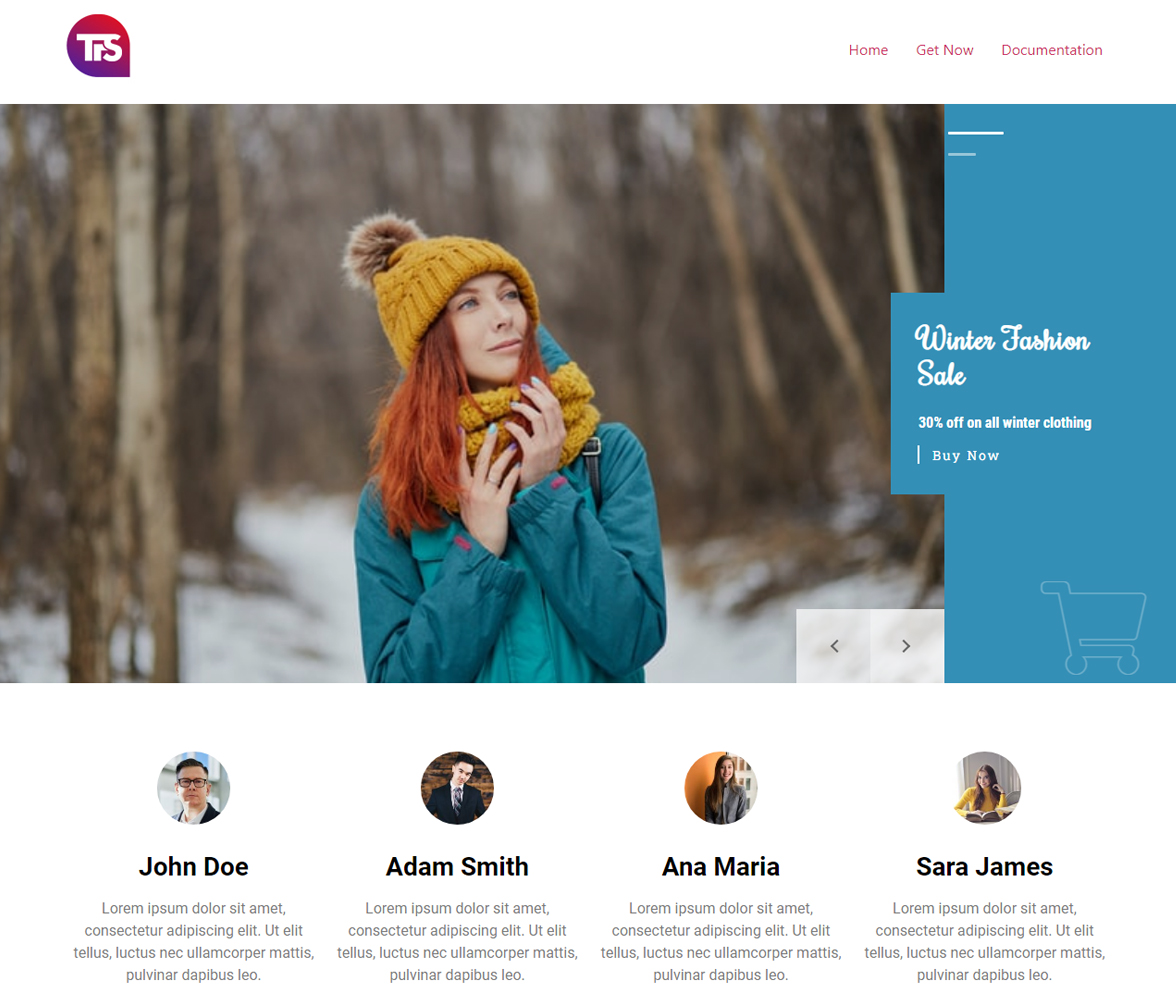 TFS
Home Get Now Documentation
Winter Fashion
Sale
30% off on all winter clothing
Buy Now
John Doe
Lorem ipsum dolor sit amet,
consectetur adipiscing elit. Ut elit
tellus, luctus nec ullamcorper mattis,
pulvinar dapibus leo.
Adam Smith
Lorem ipsum dolor sit amet,
consectetur adipiscing elit. Ut elit
tellus, luctus nec ullamcorper mattis,
pulvinar dapibus leo.
Ana Maria
Lorem ipsum dolor sit amet,
consectetur adipiscing elit. Ut elit
tellus, luctus nec ullamcorper mattis,
pulvinar dapibus leo.
Sara James
Lorem ipsum dolor sit amet,
consectetur adipiscing elit. Ut elit
tellus, luctus nec ullamcorper mattis,
pulvinar dapibus leo.